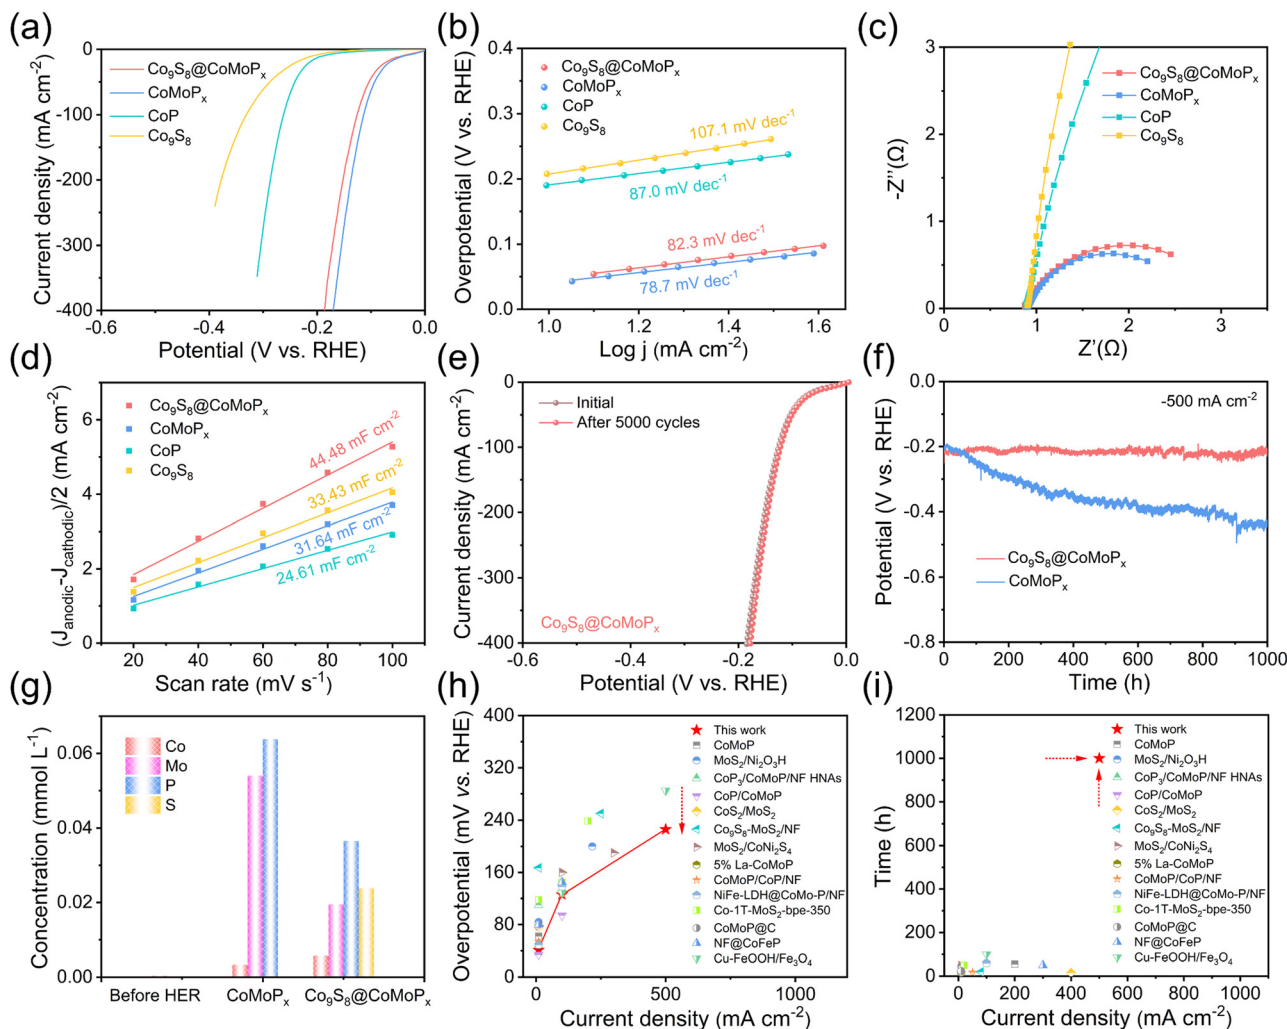 (a)
Current density (mA cm⁻²)
0
-100
-200
-300
-400
Co₉S₈@CoMoPₓ
CoMoPₓ
CoP
Co₉S₈
-0.6
-0.4
-0.2
0.0
Potential (V vs. RHE)
(b)
Overpotential (V vs. RHE)
0.4
0.3
0.2
0.1
0.0
Co₉S₈@CoMoPₓ
CoMoPₓ
CoP
Co₉S₈
107.1 mV dec⁻¹
87.0 mV dec⁻¹
82.3 mV dec⁻¹
78.7 mV dec⁻¹
1.0
1.2
1.4
1.6
Log j (mA cm⁻²)
(c)
-Z''(Ω)
3
2
1
0
Co₉S₈@CoMoPₓ
CoMoPₓ
CoP
Co₉S₈
0
1
2
3
Z'(Ω)
(d)
(J anodic-J cathodic)/2 (mA cm⁻²)
6
4
2
0
Co₉S₈@CoMoPₓ
CoMoPₓ
CoP
Co₉S₈
44.48 mF cm⁻²
33.43 mF cm⁻²
31.64 mF cm⁻²
24.61 mF cm⁻²
20
40
60
80
100
Scan rate (mV s⁻¹)
(e)
Current density (mA cm⁻²)
0
-100
-200
-300
-400
Initial
After 5000 cycles
Co₉S₈@CoMoPₓ
-0.6
-0.4
-0.2
0.0
Potential (V vs. RHE)
(f)
Potential (V vs. RHE)
0.0
-0.2
-0.4
-0.6
-0.8
-500 mA cm⁻²
Co₉S₈@CoMoPₓ
CoMoPₓ
0
200
400
600
800
1000
Time (h)
(g)
Concentration (mmol L⁻¹)
0.06
0.04
0.02
0.00
Co
Mo
P
S
Before HER
CoMoPₓ
Co₉S₈@CoMoPₓ
(h)
Overpotential (mV vs. RHE)
400
320
240
160
80
0
This work
CoMoP
MoS₂/Ni₂O₃H
CoP₃/CoMoP/NF HNAs
CoP/CoMoP
CoS₂/MoS₂
Co₉S₈-MoS₂/NF
MoS₂/CoNi₂S₄
5% La-CoMoP
CoMoP/CoP/NF
NiFe-LDH@CoMo-P/NF
Co-1T-MoS₂-bpe-350
CoMoP@C
NF@CoFeP
Cu-FeOOH/Fe₃O₄
0
500
1000
Current density (mA cm⁻²)
(i)
Time (h)
1200
1050
900
750
600
450
300
150
0
This work
CoMoP
MoS₂/Ni₂O₃H
CoP₃/CoMoP/NF HNAs
CoP/CoMoP
CoS₂/MoS₂
Co₉S₈-MoS₂/NF
MoS₂/CoNi₂S₄
5% La-CoMoP
CoMoP/CoP/NF
NiFe-LDH@CoMo-P/NF
Co-1T-MoS₂-bpe-350
CoMoP@C
NF@CoFeP
Cu-FeOOH/Fe₃O₄
0
200
400
600
800
1000
Current density (mA cm⁻²)